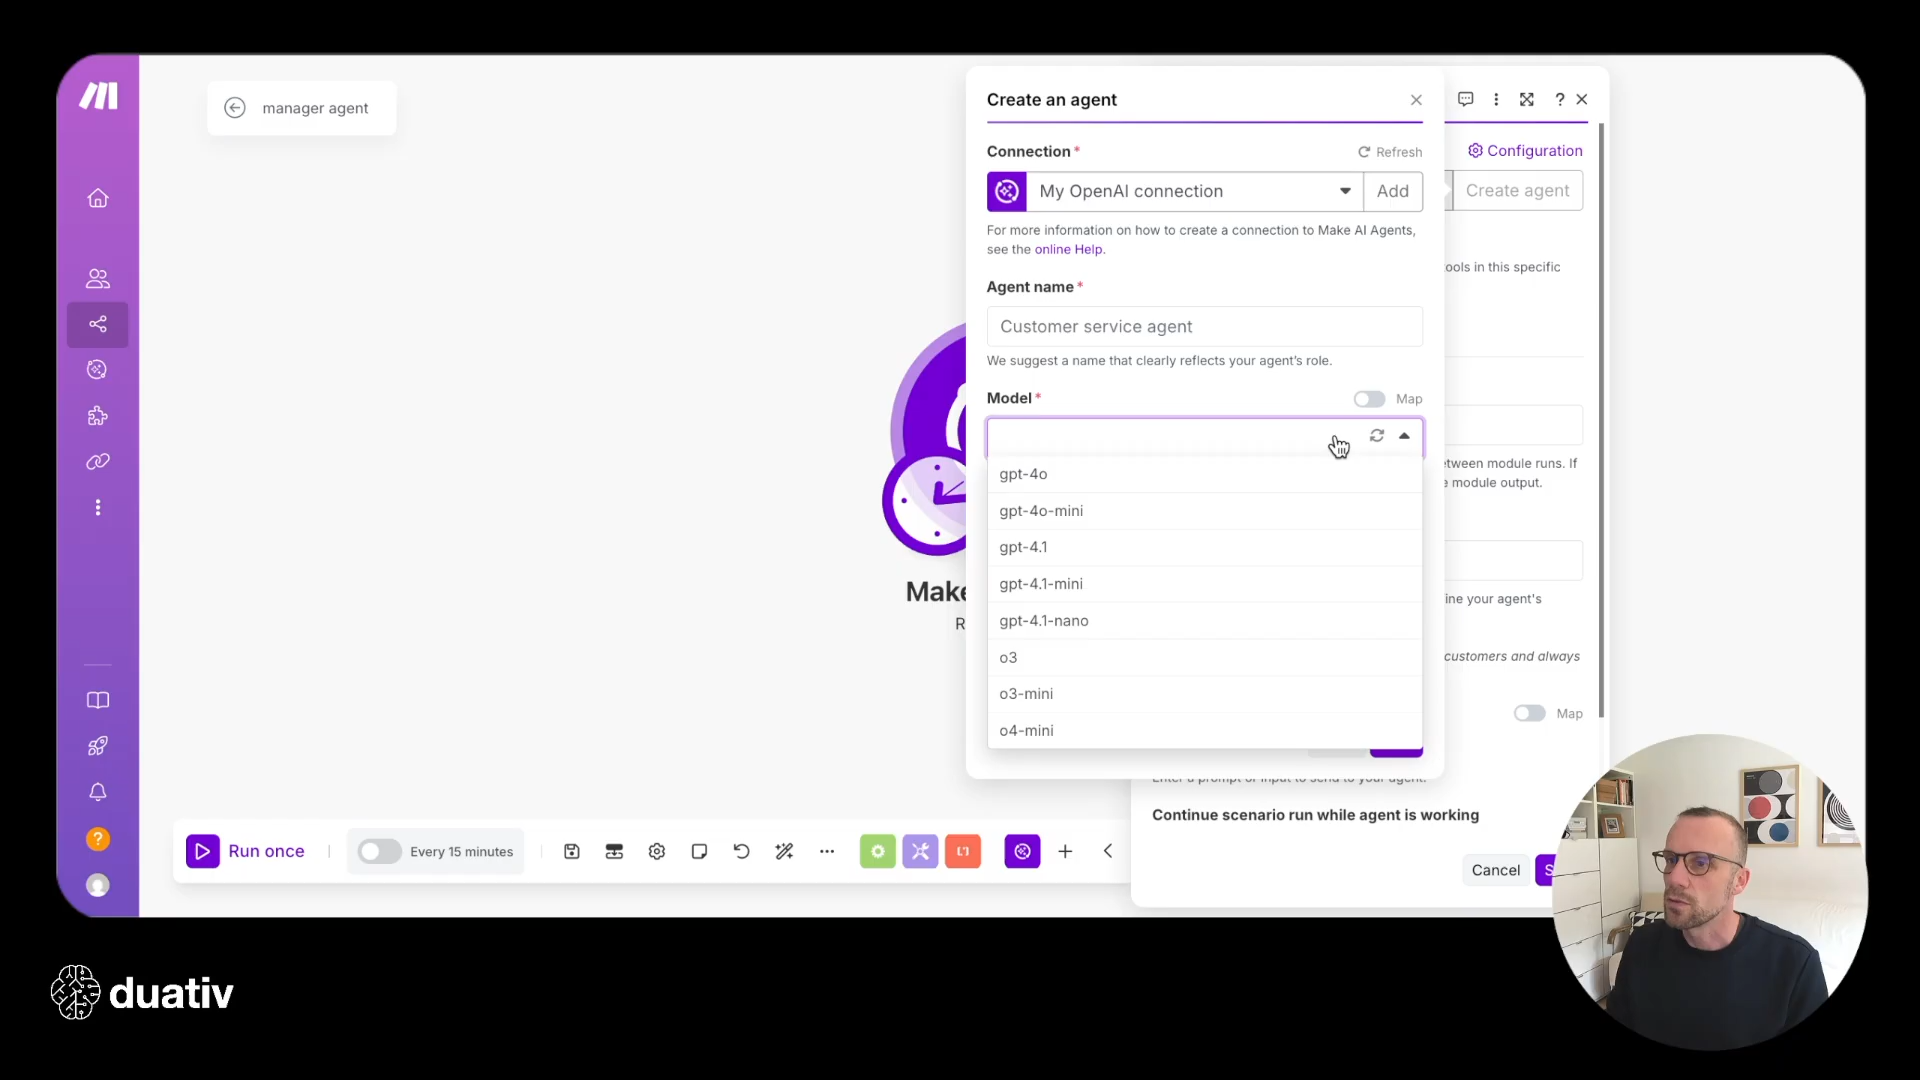 manager agent
Create an agent
Connection*
Refresh
My OpenAI connection
Add
For more information on how to create a connection to Make AI Agents,
see the online Help.
Agent name*
Customer service agent
We suggest a name that clearly reflects your agent's role.
Model*
Map
gpt-4o
gpt-4o-mini
gpt-4.1
gpt-4.1-mini
gpt-4.1-nano
o3
o3-mini
o4-mini
?
Configuration
Create agent
ools in this specific
tween module runs. If
e module output.
ine your agent's
customers and always
Map
Enter a prompt or input to send to your agent.
Continue scenario run while agent is working
Cancel
S
Make
R
Run once
Every 15 minutes
?
duativ